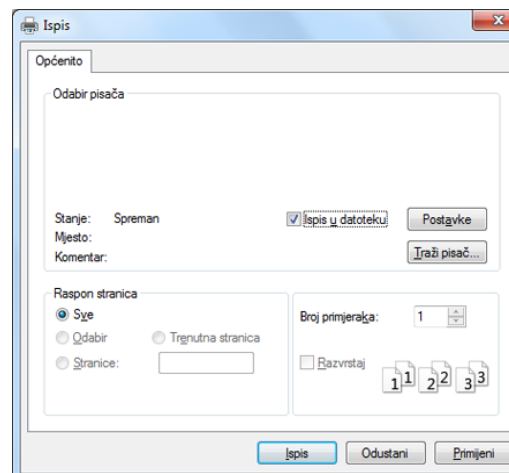 Ispis
Općenito
Odabir pisača
Stanje: Spreman
Ispis u datoteku
Postavke
Mjesto:
Komentar:
Traži pisač...
Raspon stranica
Sve
Odabir
Trenutna stranica
Stranice:
Broj primjeraka: 1
Razvrstaj
1 1 2 2 3 3
Ispis
Odustani
Primijeni